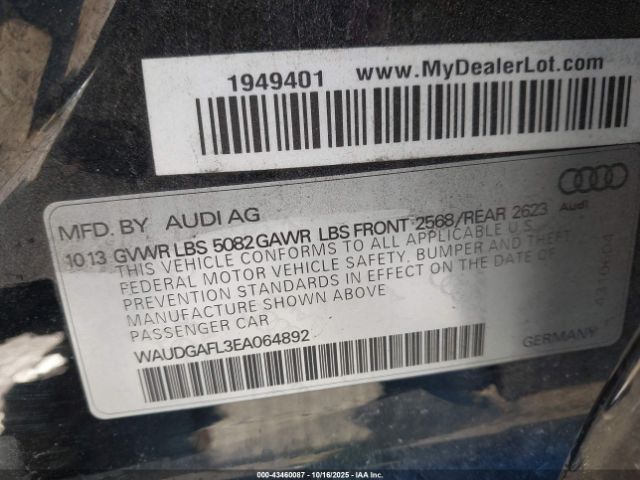 1949401 www.MyDealerLot.com
MFD. BY AUDI AG
Audi
10 13 GVWR LBS 5082 GAWR LBS FRONT 2568/REAR 2623
THIS VEHICLE CONFORMS TO ALL APPLICABLE U.S.
FEDERAL MOTOR VEHICLE SAFETY, BUMPER AND THEFT
PREVENTION STANDARDS IN EFFECT ON THE DATE OF
MANUFACTURE SHOWN ABOVE
PASSENGER CAR
WAUDGAFL3EA064892
GERMANY
000-43460087 - 10/16/2025 - IAA Inc.